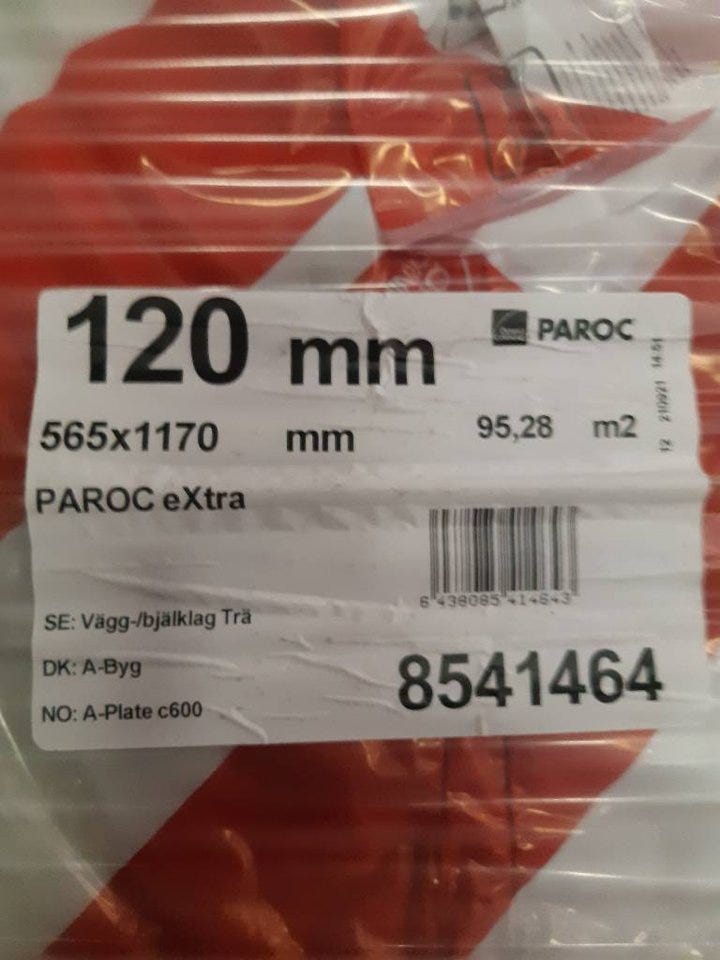 120 mm
PAROC
565x1170 mm 95,28 m2
12 210921 14:51
PAROC eXtra
6 438085 414643
SE: Vägg-/bjälklag Trä
DK: A-Byg
NO: A-Plate c600
8541464